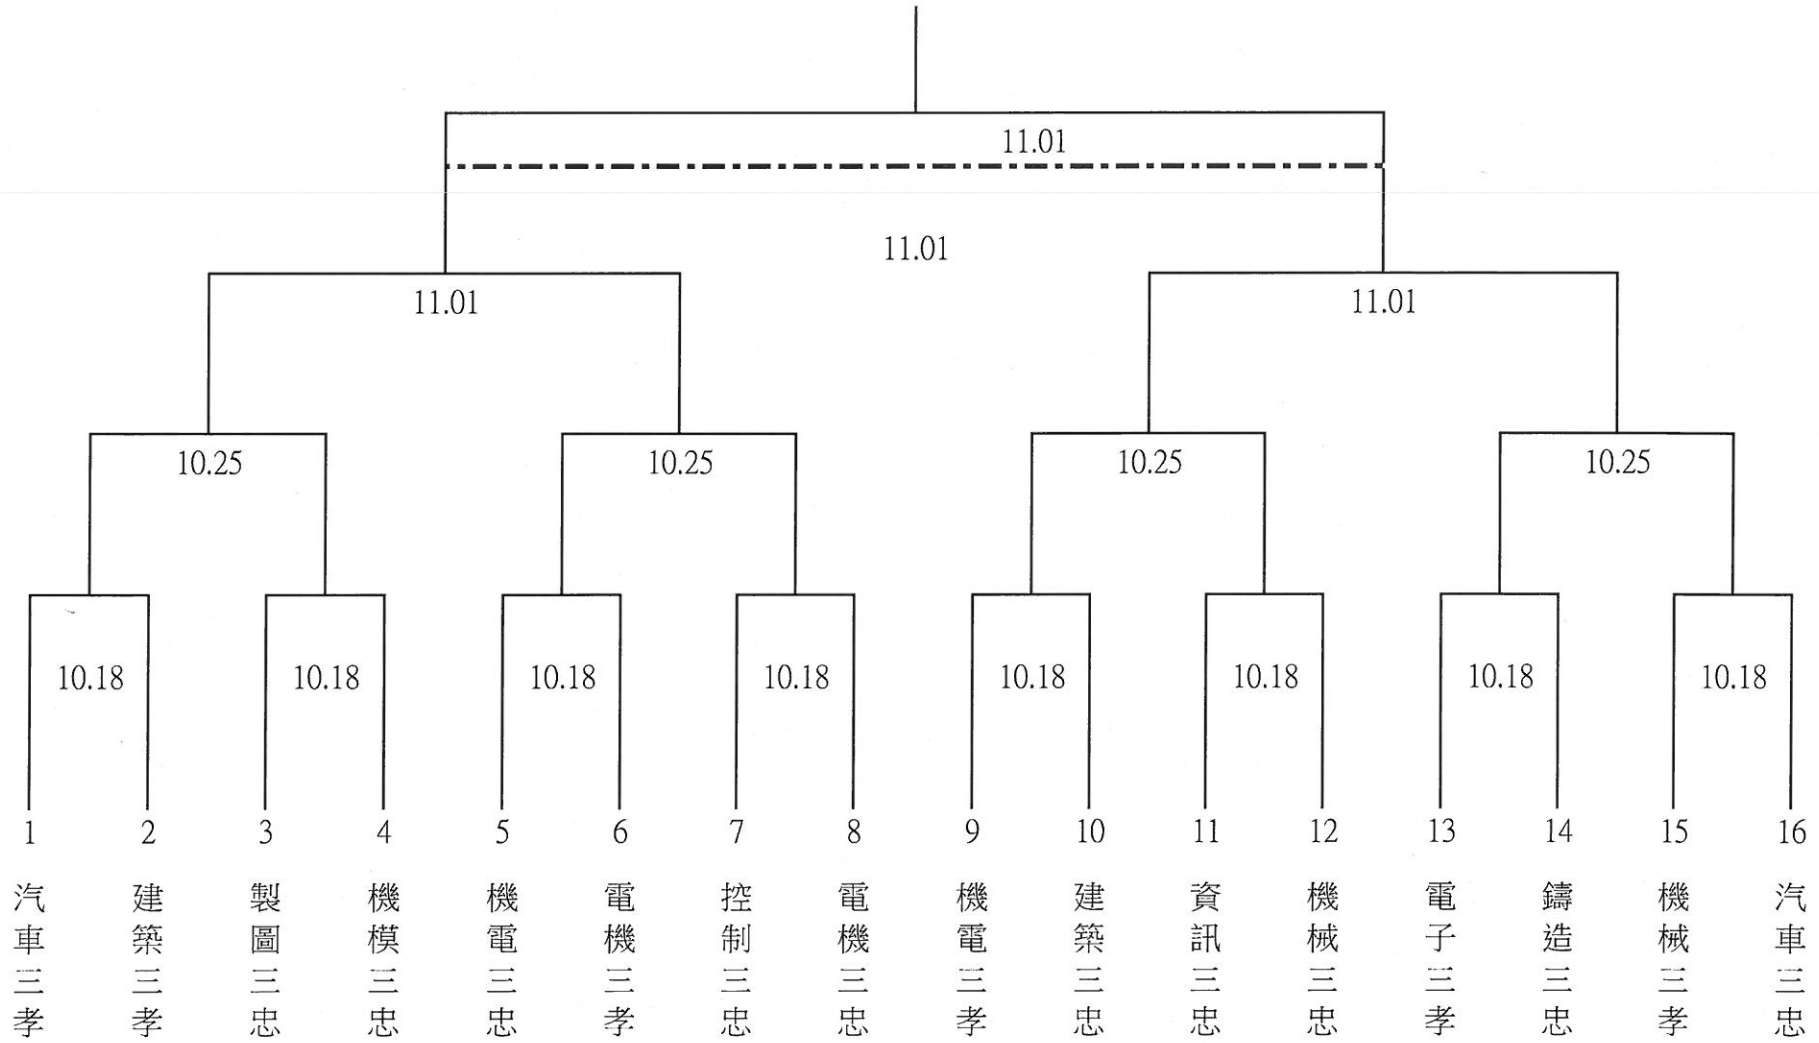 11.01
11.01
11.01
11.01
10.25
10.25
10.25
10.25
10.18
10.18
10.18
10.18
10.18
10.18
10.18
10.18
1
2
3
4
5
6
7
8
9
10
11
12
13
14
15
16
汽車三孝
建築三孝
製圖三忠
機模三忠
機電三忠
電機三孝
控制三忠
電機三忠
機電三孝
建築三忠
資訊三忠
機械三忠
電子三孝
鑄造三忠
機械三孝
汽車三忠